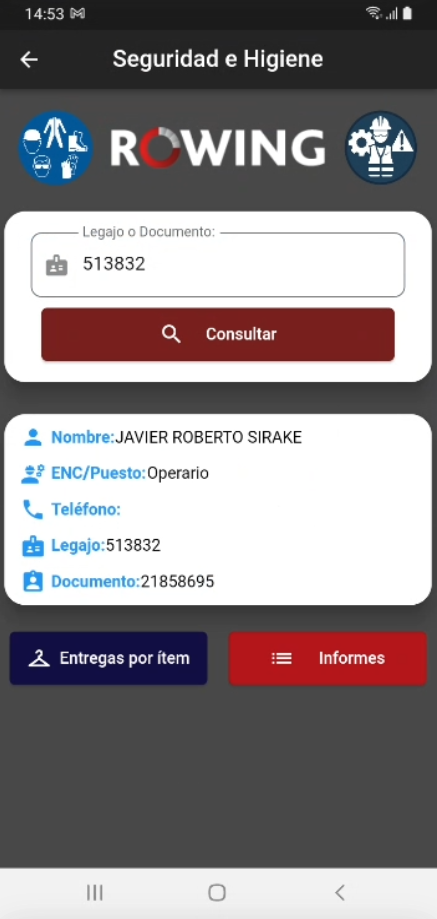 14:53
Seguridad e Higiene
ROWING
Legajo o Documento:
513832
Consultar
Nombre:JAVIER ROBERTO SIRAKE
ENC/Puesto:Operario
Teléfono:
Legajo:513832
Documento:21858695
Entregas por ítem
Informes